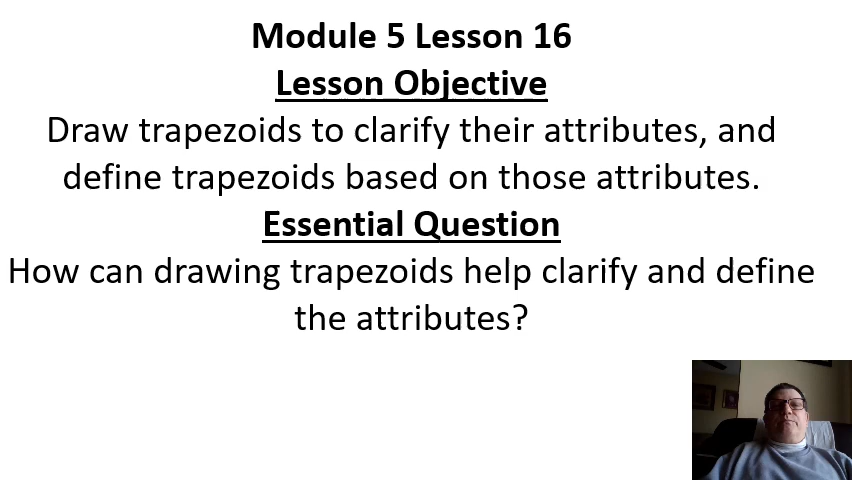 Module 5 Lesson 16
Lesson Objective
Draw trapezoids to clarify their attributes, and
define trapezoids based on those attributes.
Essential Question
How can drawing trapezoids help clarify and define
the attributes?